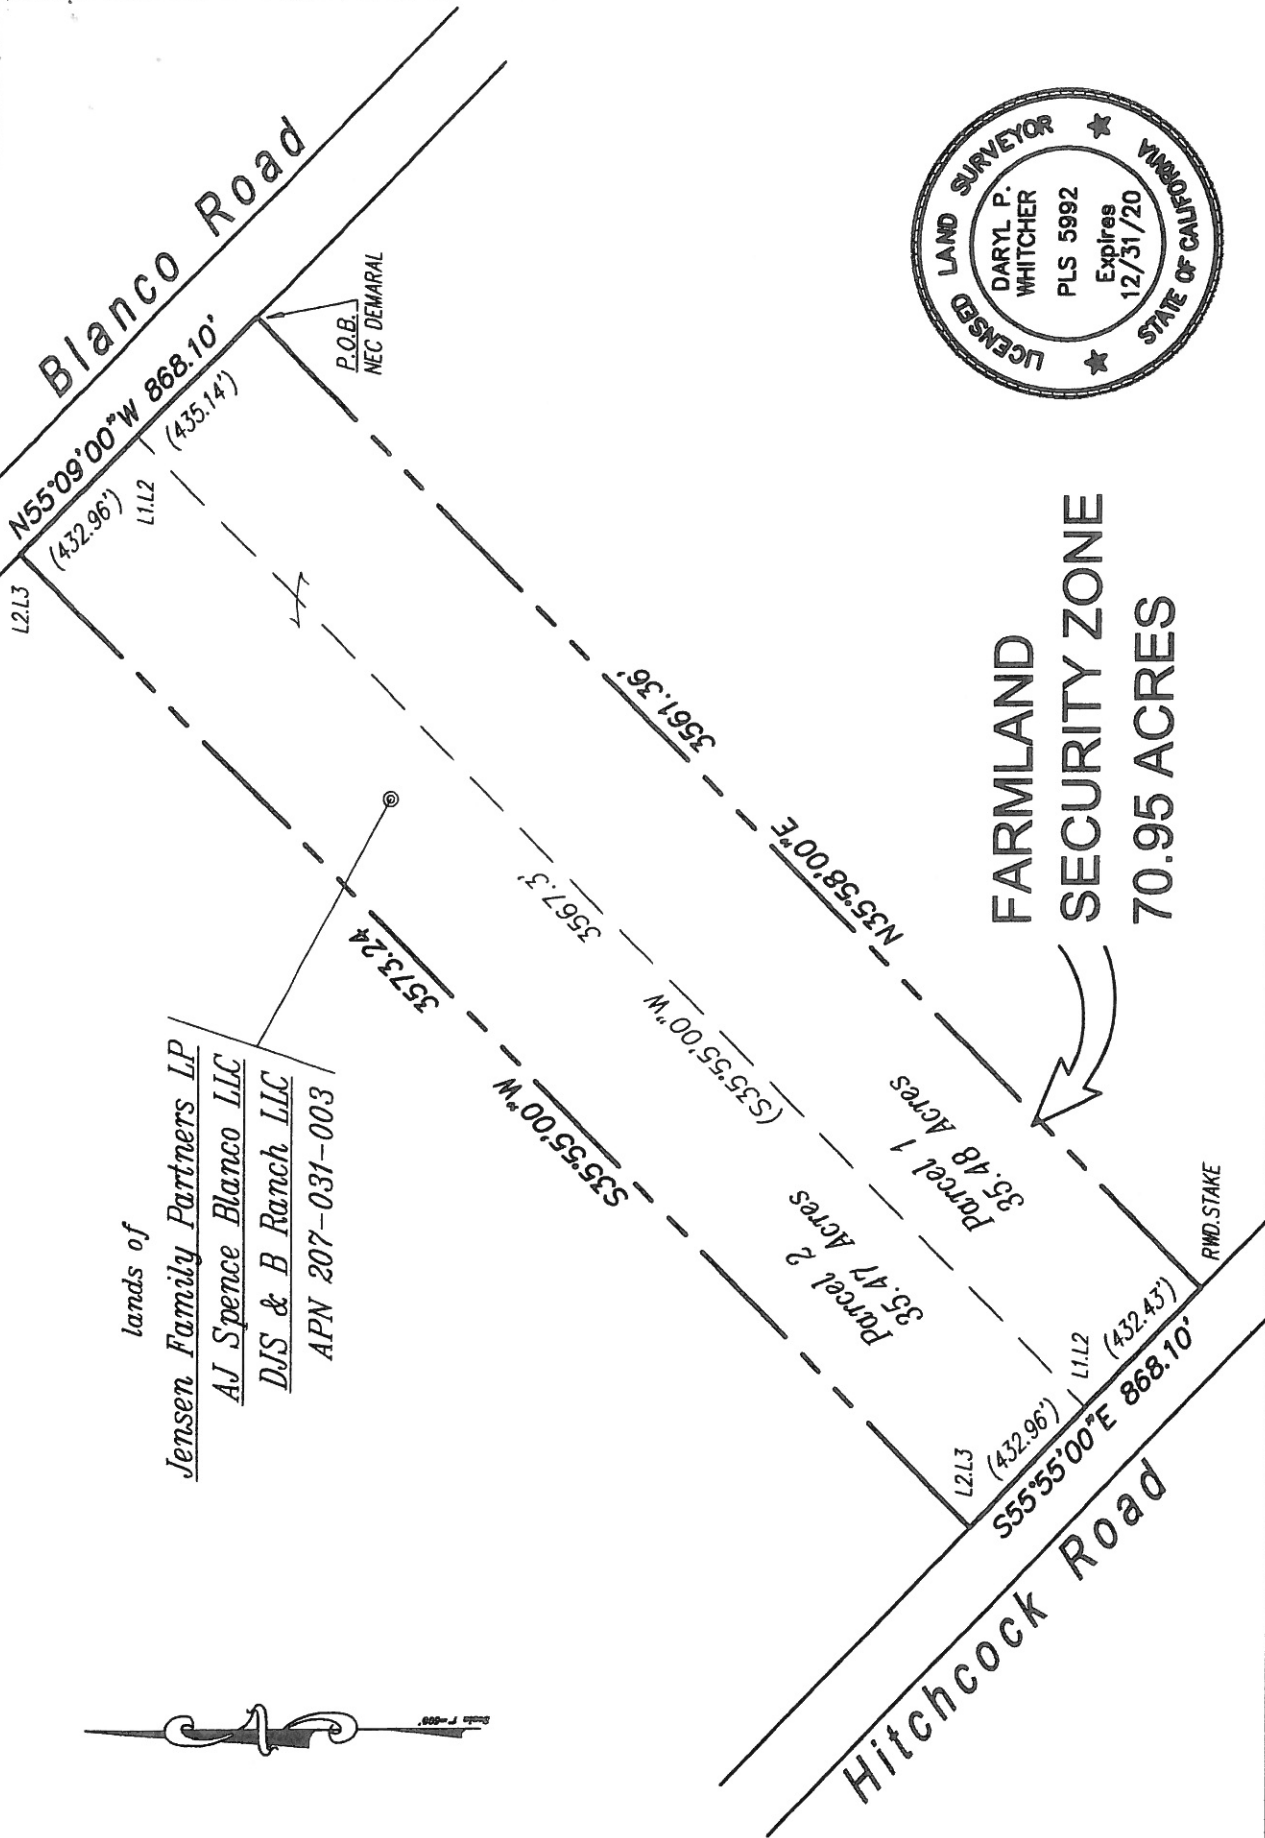 Blanco Road
N55°09'00"W 868.10'
(432.96')
(435.14')
L2.L3
L1.L2
P.O.B.
NEC DEMARAL
lands of
Jensen Family Partners LP
AJ Spence Blanco LLC
DJS & B Ranch LLC
APN 207-031-003
S35°55'00"W
3573.24
(S35°55'00"W
3567.3'
N35°58'00"E
3561.36'
Parcel 2
35.47 Acres
Parcel 1
35.48 Acres
L2.L3
(432.96')
L1.L2
(432.43')
S55°55'00"E 868.10'
RWD.STAKE
Hitchcock Road
FARMLAND
SECURITY ZONE
70.95 ACRES
LICENSED LAND SURVEYOR
DARYL P.
WHITCHER
PLS 5992
Expires
12/31/20
STATE OF CALIFORNIA